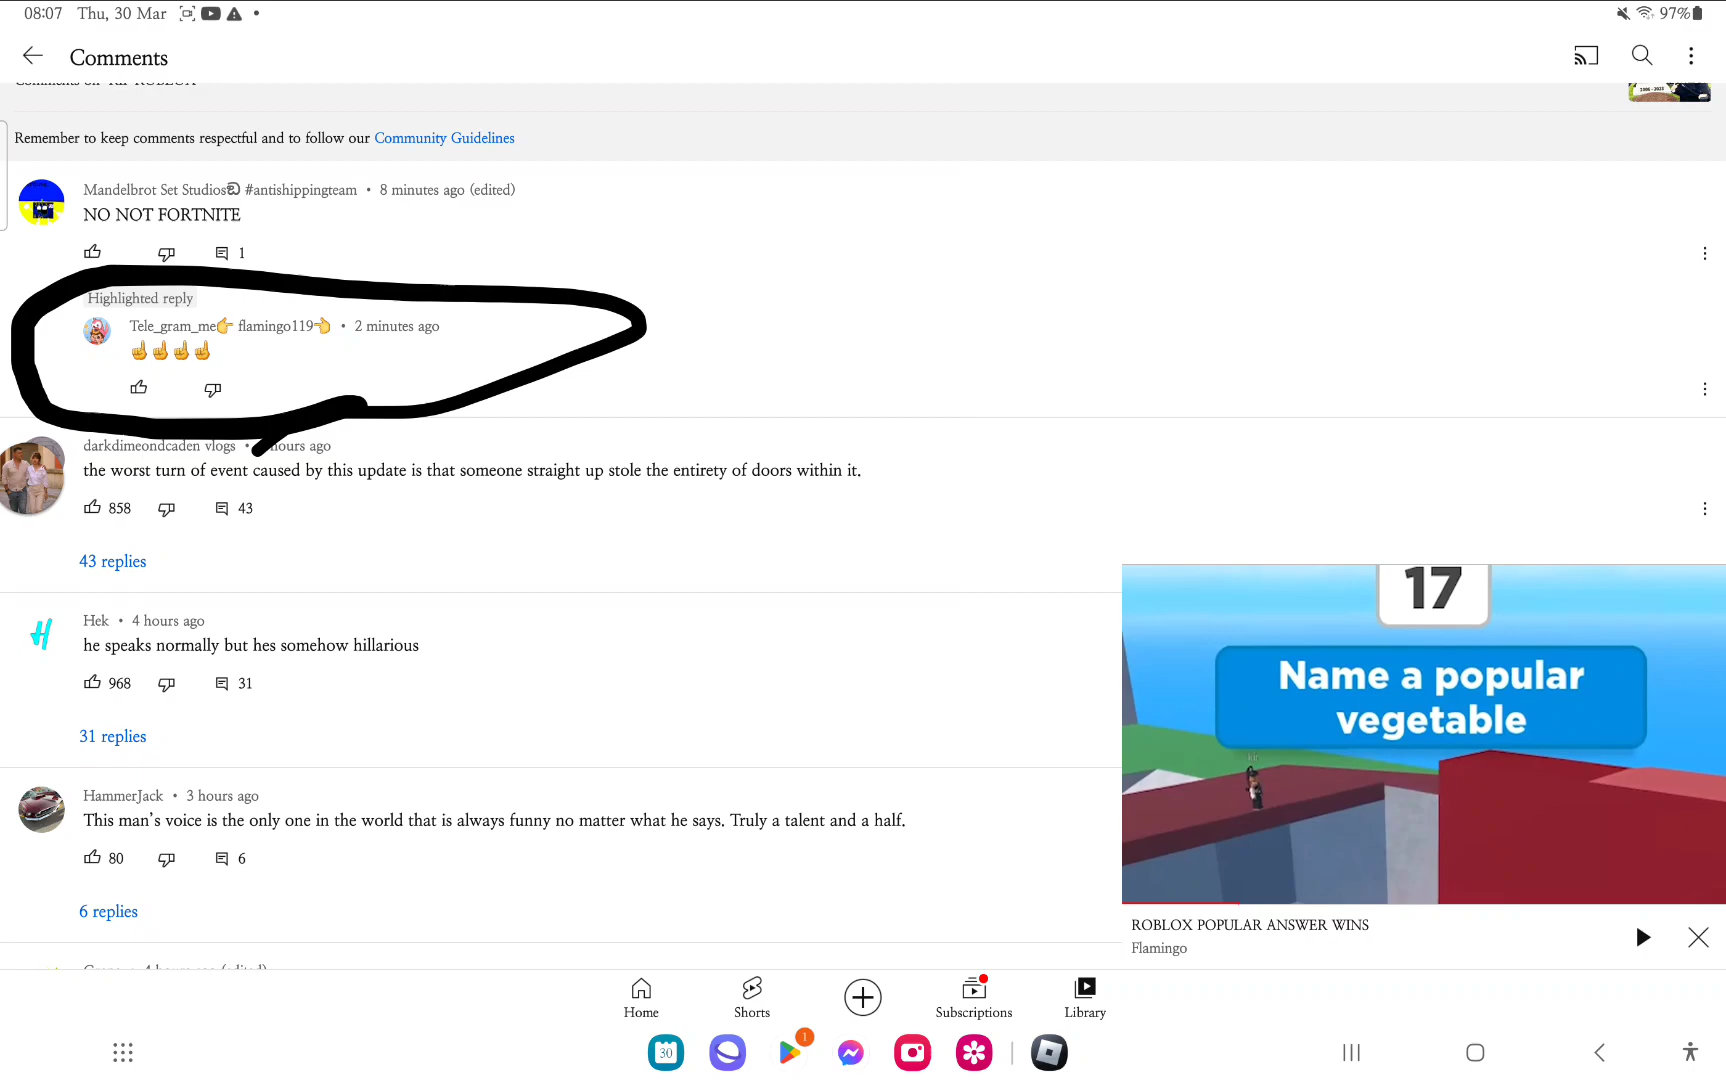 08:07 Thu, 30 Mar
97%
Comments
Remember to keep comments respectful and to follow our Community Guidelines
Mandelbrot Set Studios #antishippingteam • 8 minutes ago (edited)
NO NOT FORTNITE
1
Highlighted reply
Tele_gram_me👉 flamingo119👈 • 2 minutes ago
☝️☝️☝️☝️
darkdimeondcaden vlogs • hours ago
the worst turn of event caused by this update is that someone straight up stole the entirety of doors within it.
858 43
43 replies
Hek • 4 hours ago
he speaks normally but hes somehow hillarious
968 31
31 replies
HammerJack • 3 hours ago
This man's voice is the only one in the world that is always funny no matter what he says. Truly a talent and a half.
80 6
6 replies
17
Name a popular
vegetable
ROBLOX POPULAR ANSWER WINS
Flamingo
Home Shorts Subscriptions Library
30
1